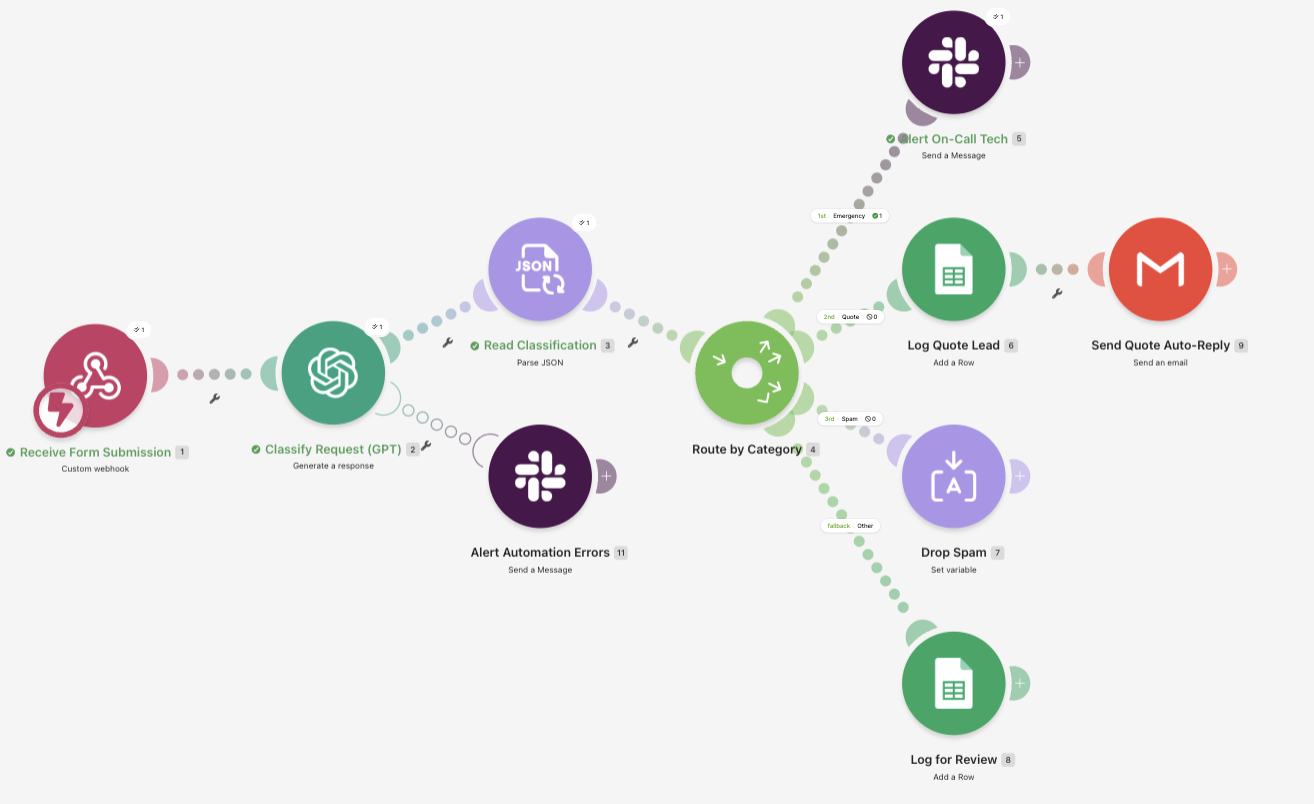 1
Alert On-Call Tech 5
Send a Message
1st Emergency 1
1
JSON
Read Classification 3
Parse JSON
Log Quote Lead 6
Add a Row
Send Quote Auto-Reply 9
Send an email
2nd Quote 0
1
Receive Form Submission 1
Custom webhook
1
Classify Request (GPT) 2
Generate a response
Route by Category 4
3rd Spam 0
A
Alert Automation Errors 11
Send a Message
Drop Spam 7
Set variable
fallback Other
Log for Review 8
Add a Row